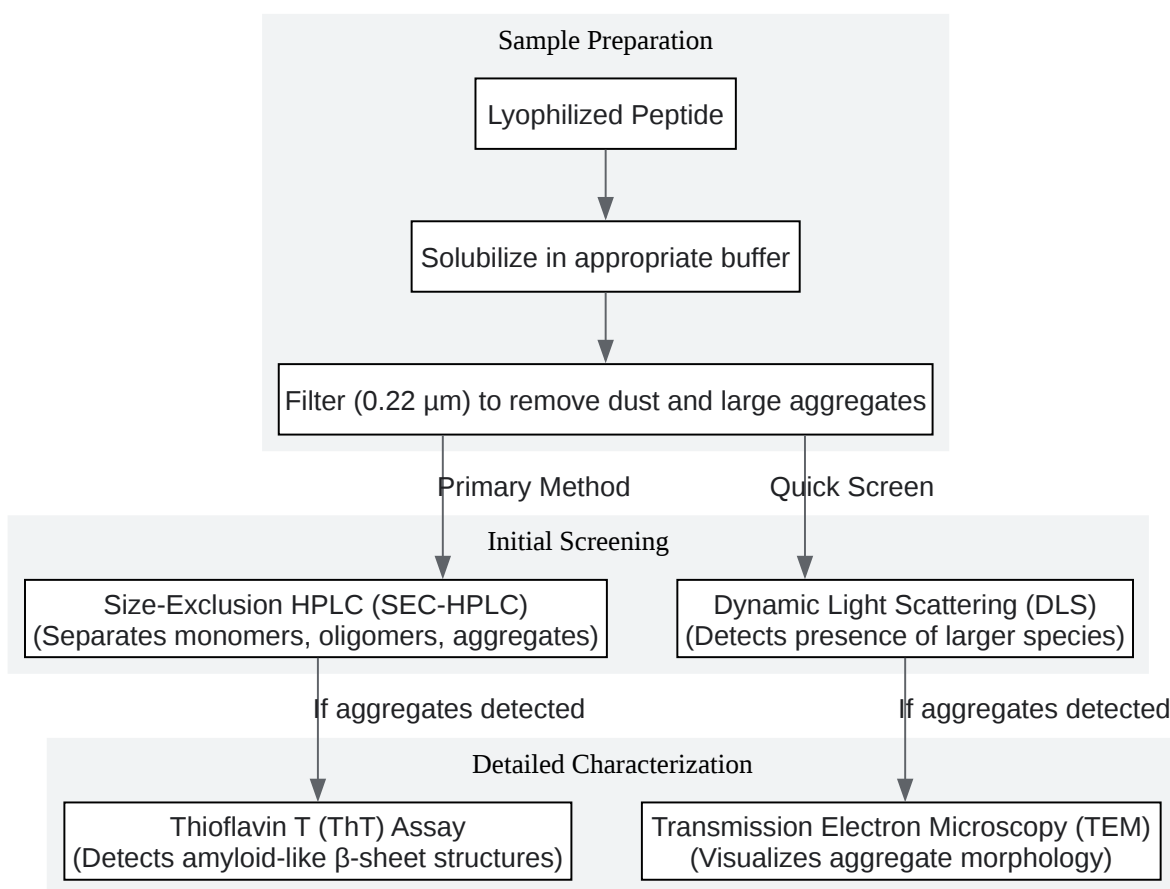 Sample Preparation
Lyophilized Peptide
Solubilize in appropriate buffer
Filter (0.22 µm) to remove dust and large aggregates
Primary Method
Quick Screen
Initial Screening
Size-Exclusion HPLC (SEC-HPLC)
(Separates monomers, oligomers, aggregates)
Dynamic Light Scattering (DLS)
(Detects presence of larger species)
If aggregates detected
If aggregates detected
Detailed Characterization
Thioflavin T (ThT) Assay
(Detects amyloid-like β-sheet structures)
Transmission Electron Microscopy (TEM)
(Visualizes aggregate morphology)